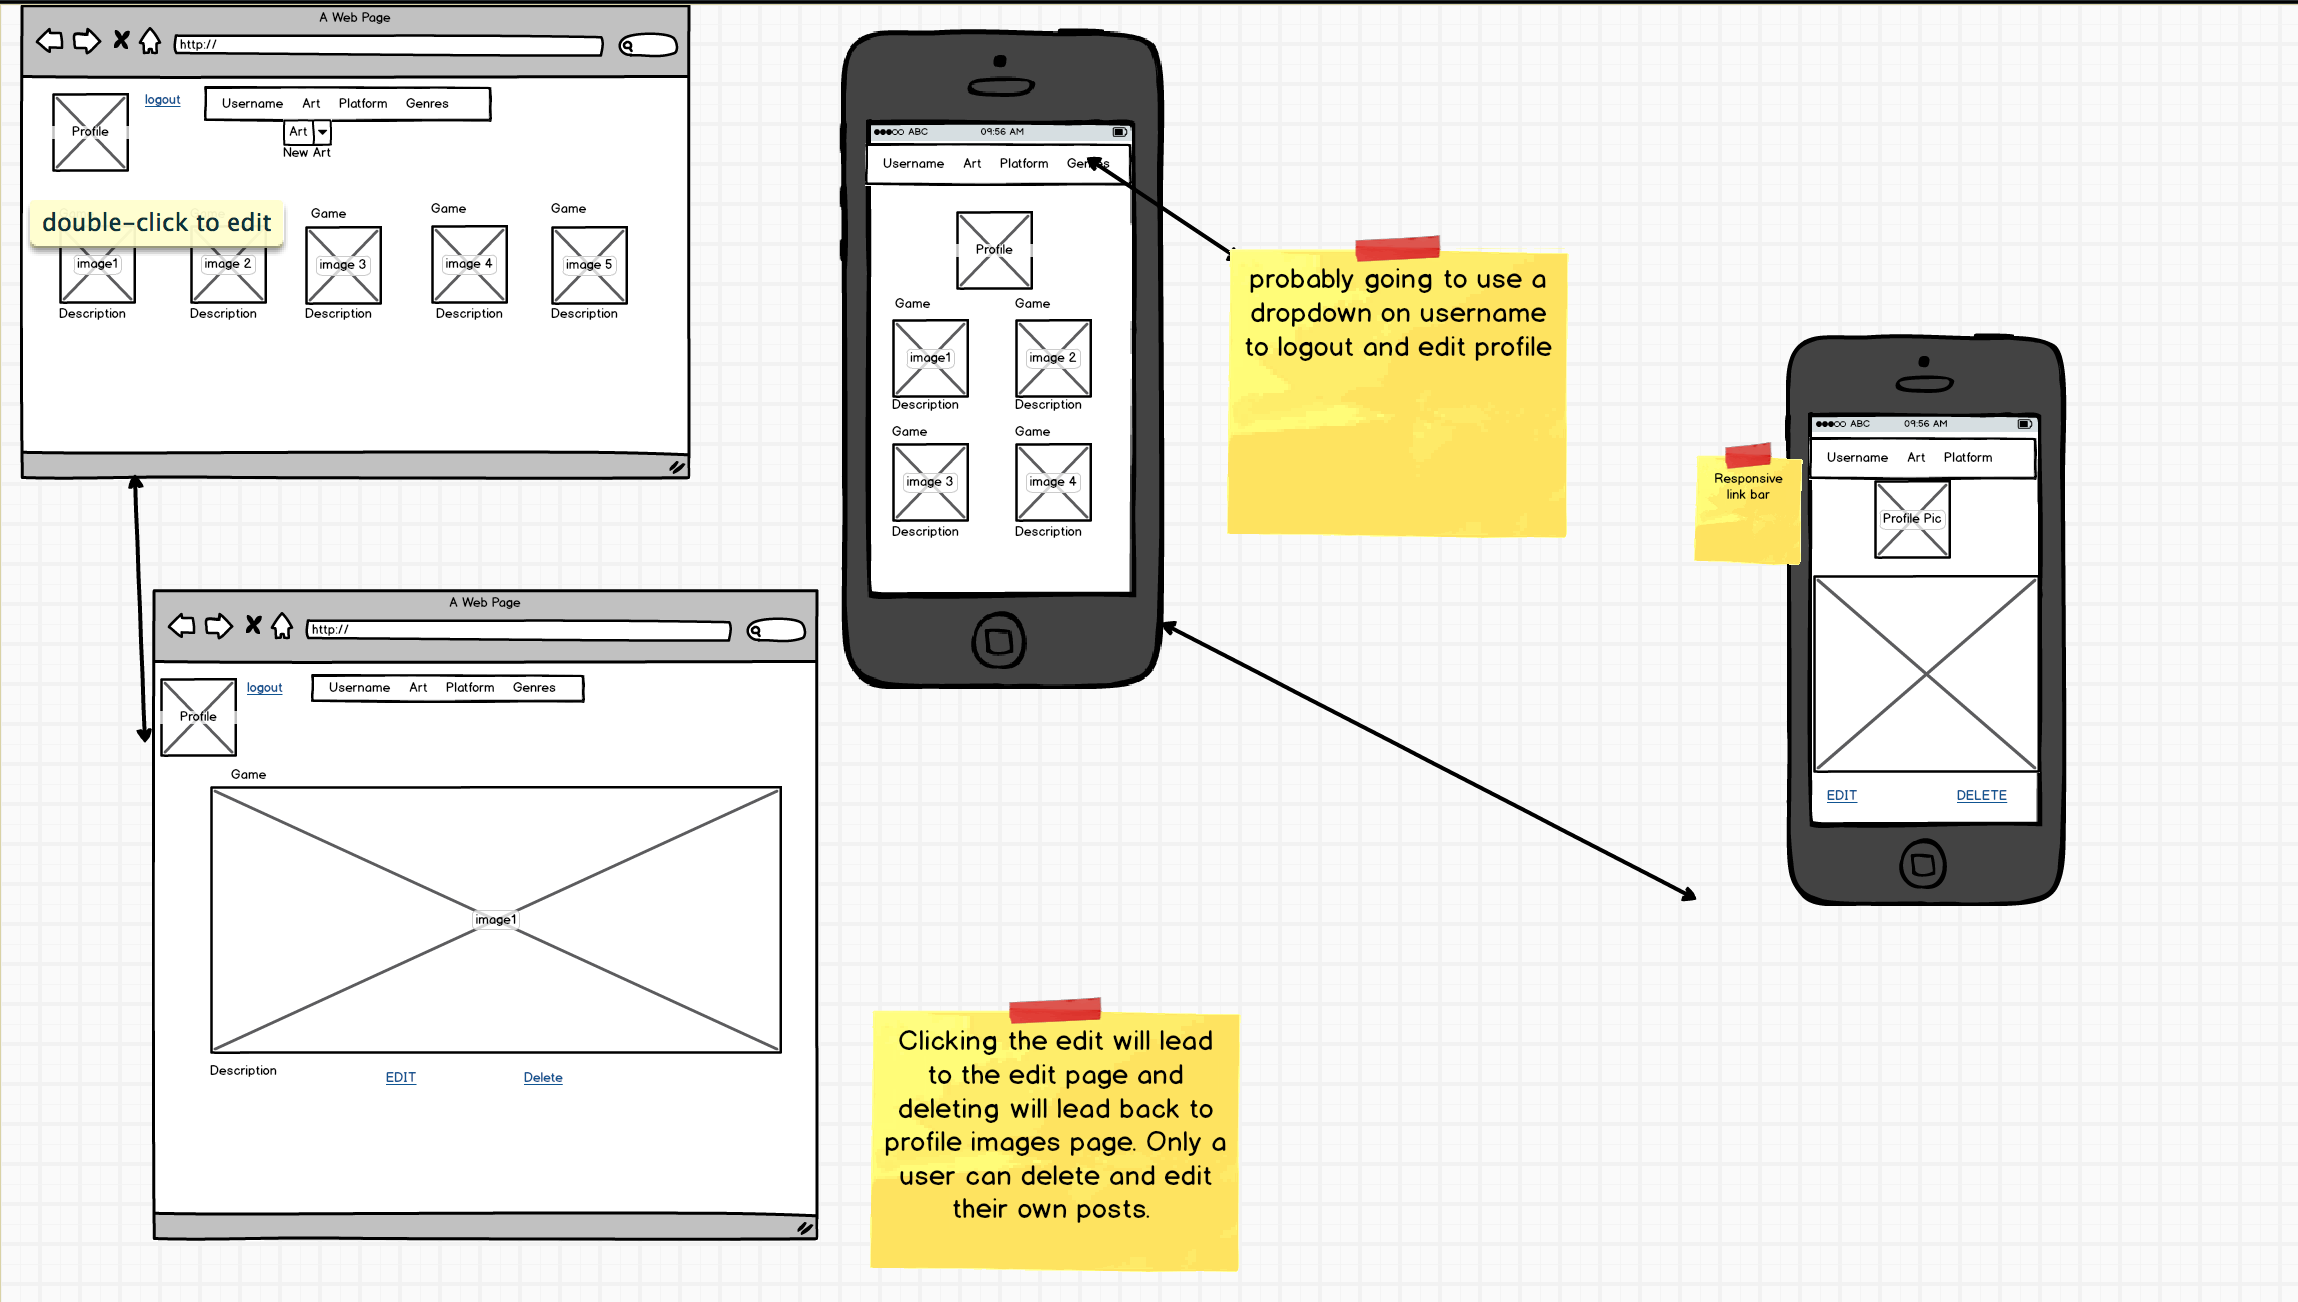 A Web Page
http://
logout
Username Art Platform Genres
Profile
Art
New Art
double-click to edit
Game Game Game
image1 image 2 image 3 image 4 image 5
Description Description Description Description Description
A Web Page
http://
logout
Username Art Platform Genres
Profile
Game
image1
Description
EDIT Delete
ABC 09:56 AM
Username Art Platform Genres
Profile
Game Game
image1 image 2
Description Description
Game Game
image 3 image 4
Description Description
probably going to use a
dropdown on username
to logout and edit profile
Clicking the edit will lead
to the edit page and
deleting will lead back to
profile images page. Only a
user can delete and edit
their own posts.
Responsive
link bar
ABC 09:56 AM
Username Art Platform
Profile Pic
EDIT DELETE